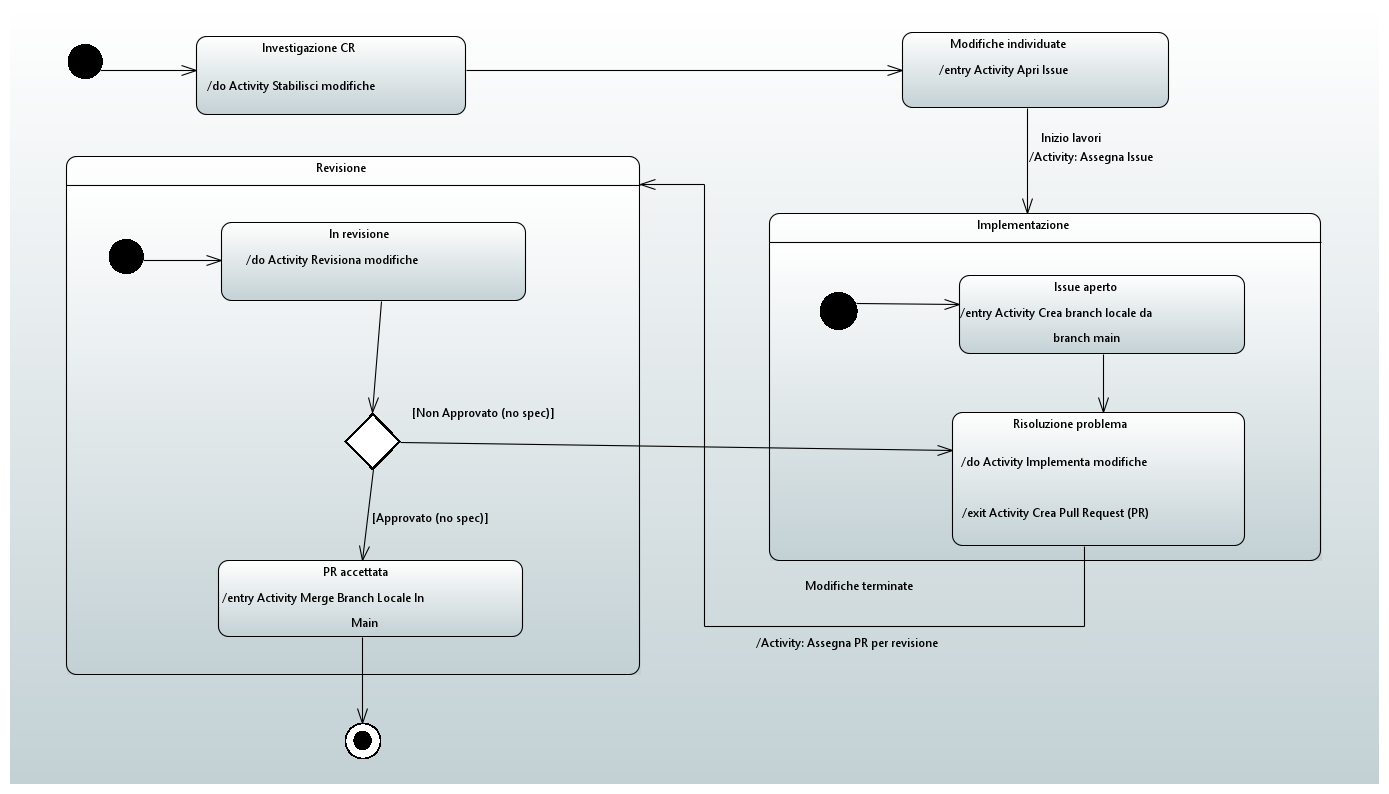 Investigazione CR
/do Activity Stabilisci modifiche
Modifiche individuate
/entry Activity Apri Issue
Inizio lavori
/Activity: Assegna Issue
Revisione
In revisione
/do Activity Revisiona modifiche
[Non Approvato (no spec)]
[Approvato (no spec)]
PR accettata
/entry Activity Merge Branch Locale In
Main
Implementazione
Issue aperto
/entry Activity Crea branch locale da
branch main
Risoluzione problema
/do Activity Implementa modifiche
/exit Activity Crea Pull Request (PR)
Modifiche terminate
/Activity: Assegna PR per revisione